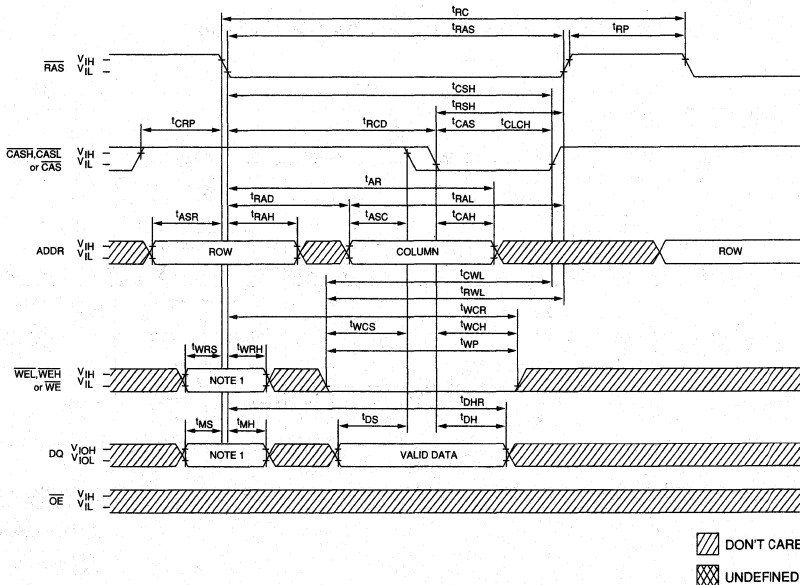 tRC
tRAS
tRP
RAS VIH
VIL
tCSH
tRSH
tCRP
tRCD
tCAS tCLCH
CASH,CASL VIH
or CAS VIL
tAR
tRAD
tRAL
tASR
tRAH
tASC
tCAH
ADDR VIH
VIL
ROW
COLUMN
ROW
tCWL
tRWL
tWCR
tWCS
tWCH
tWP
tWRS
tWRH
WEL,WEH VIH
or WE VIL
NOTE 1
tDHR
tMS
tMH
tDS
tDH
DQ VIOH
VIOL
NOTE 1
VALID DATA
OE VIH
VIL
DON'T CARE
UNDEFINED